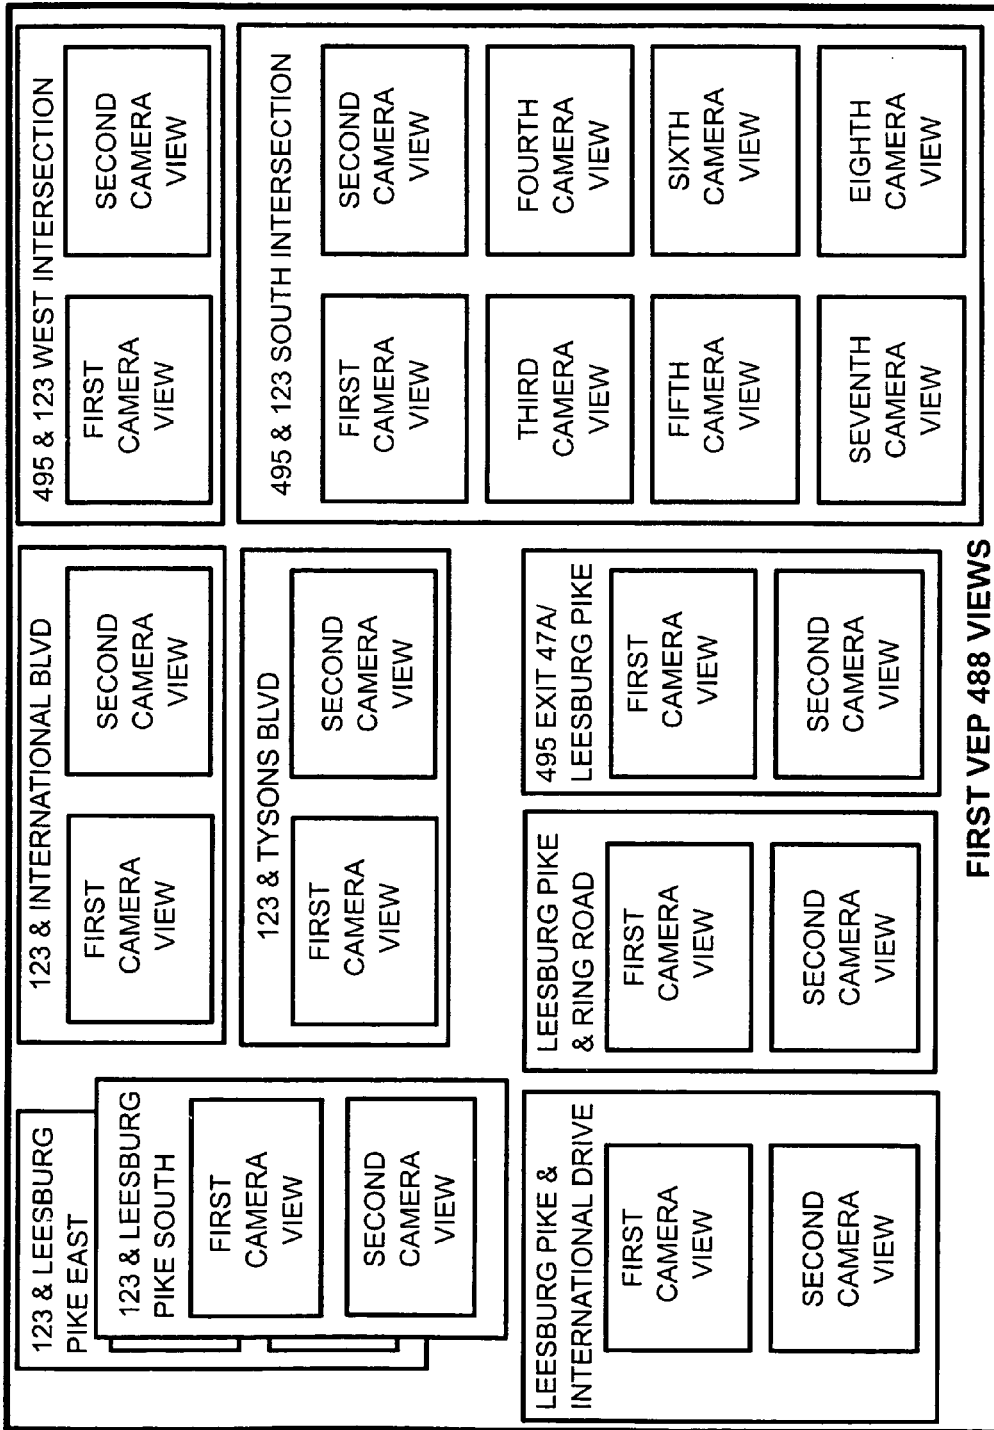 123 & LEESBURG
PIKE EAST
123 & LEESBURG
PIKE SOUTH
FIRST
CAMERA
VIEW
SECOND
CAMERA
VIEW
123 & INTERNATIONAL BLVD
FIRST
CAMERA
VIEW
SECOND
CAMERA
VIEW
123 & TYSONS BLVD
FIRST
CAMERA
VIEW
SECOND
CAMERA
VIEW
495 & 123 WEST INTERSECTION
FIRST
CAMERA
VIEW
SECOND
CAMERA
VIEW
495 & 123 SOUTH INTERSECTION
FIRST
CAMERA
VIEW
SECOND
CAMERA
VIEW
THIRD
CAMERA
VIEW
FOURTH
CAMERA
VIEW
FIFTH
CAMERA
VIEW
SIXTH
CAMERA
VIEW
SEVENTH
CAMERA
VIEW
EIGHTH
CAMERA
VIEW
LEESBURG PIKE &
INTERNATIONAL DRIVE
FIRST
CAMERA
VIEW
SECOND
CAMERA
VIEW
LEESBURG PIKE
& RING ROAD
FIRST
CAMERA
VIEW
SECOND
CAMERA
VIEW
495 EXIT 47A/
LEESBURG PIKE
FIRST
CAMERA
VIEW
SECOND
CAMERA
VIEW
FIRST VEP 488 VIEWS